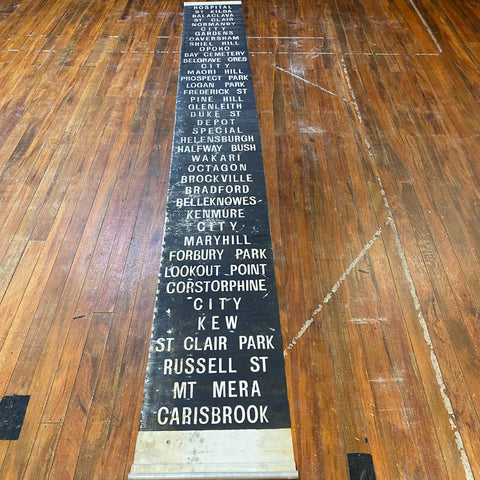 HOSPITAL
ST KILDA
BALACLAVA
ST CLAIR
NORMANBY
CITY
GARDENS
CAVERSHAM
SHIEL HILL
OPOHO
BAY CEMETERY
BELGRAVE CRES
CITY
MAORI HILL
PROSPECT PARK
LOGAN PARK
FREDERICK ST
PINE HILL
GLENLEITH
DUKE ST
DEPOT
SPECIAL
HELENSBURGH
HALFWAY BUSH
WAKARI
OCTAGON
BROCKVILLE
BRADFORD
BELLEKNOWES
KENMURE
CITY
MARYHILL
FORBURY PARK
LOOKOUT POINT
CORSTORPHINE
CITY
KEW
ST CLAIR PARK
RUSSELL ST
MT MERA
CARISBROOK